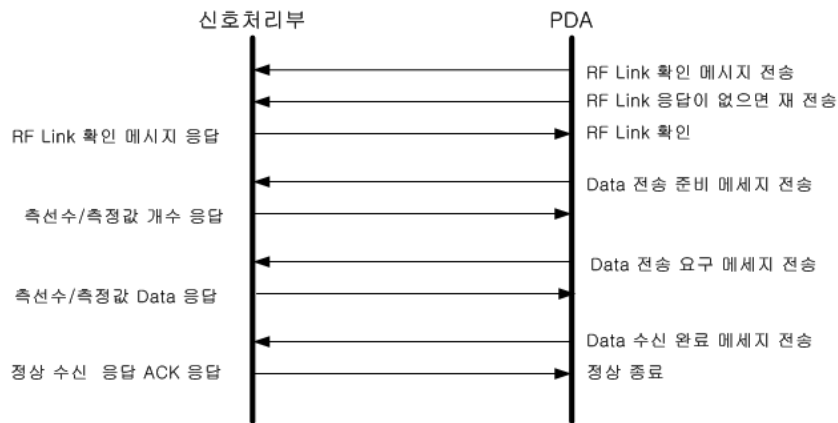 신호처리부
PDA
RF Link 확인 메시지 전송
RF Link 응답이 없으면 재 전송
RF Link 확인 메시지 응답
RF Link 확인
Data 전송 준비 메세지 전송
측선수/측정값 개수 응답
Data 전송 요구 메세지 전송
측선수/측정값 Data 응답
Data 수신 완료 메세지 전송
정상 수신 응답 ACK 응답
정상 종료